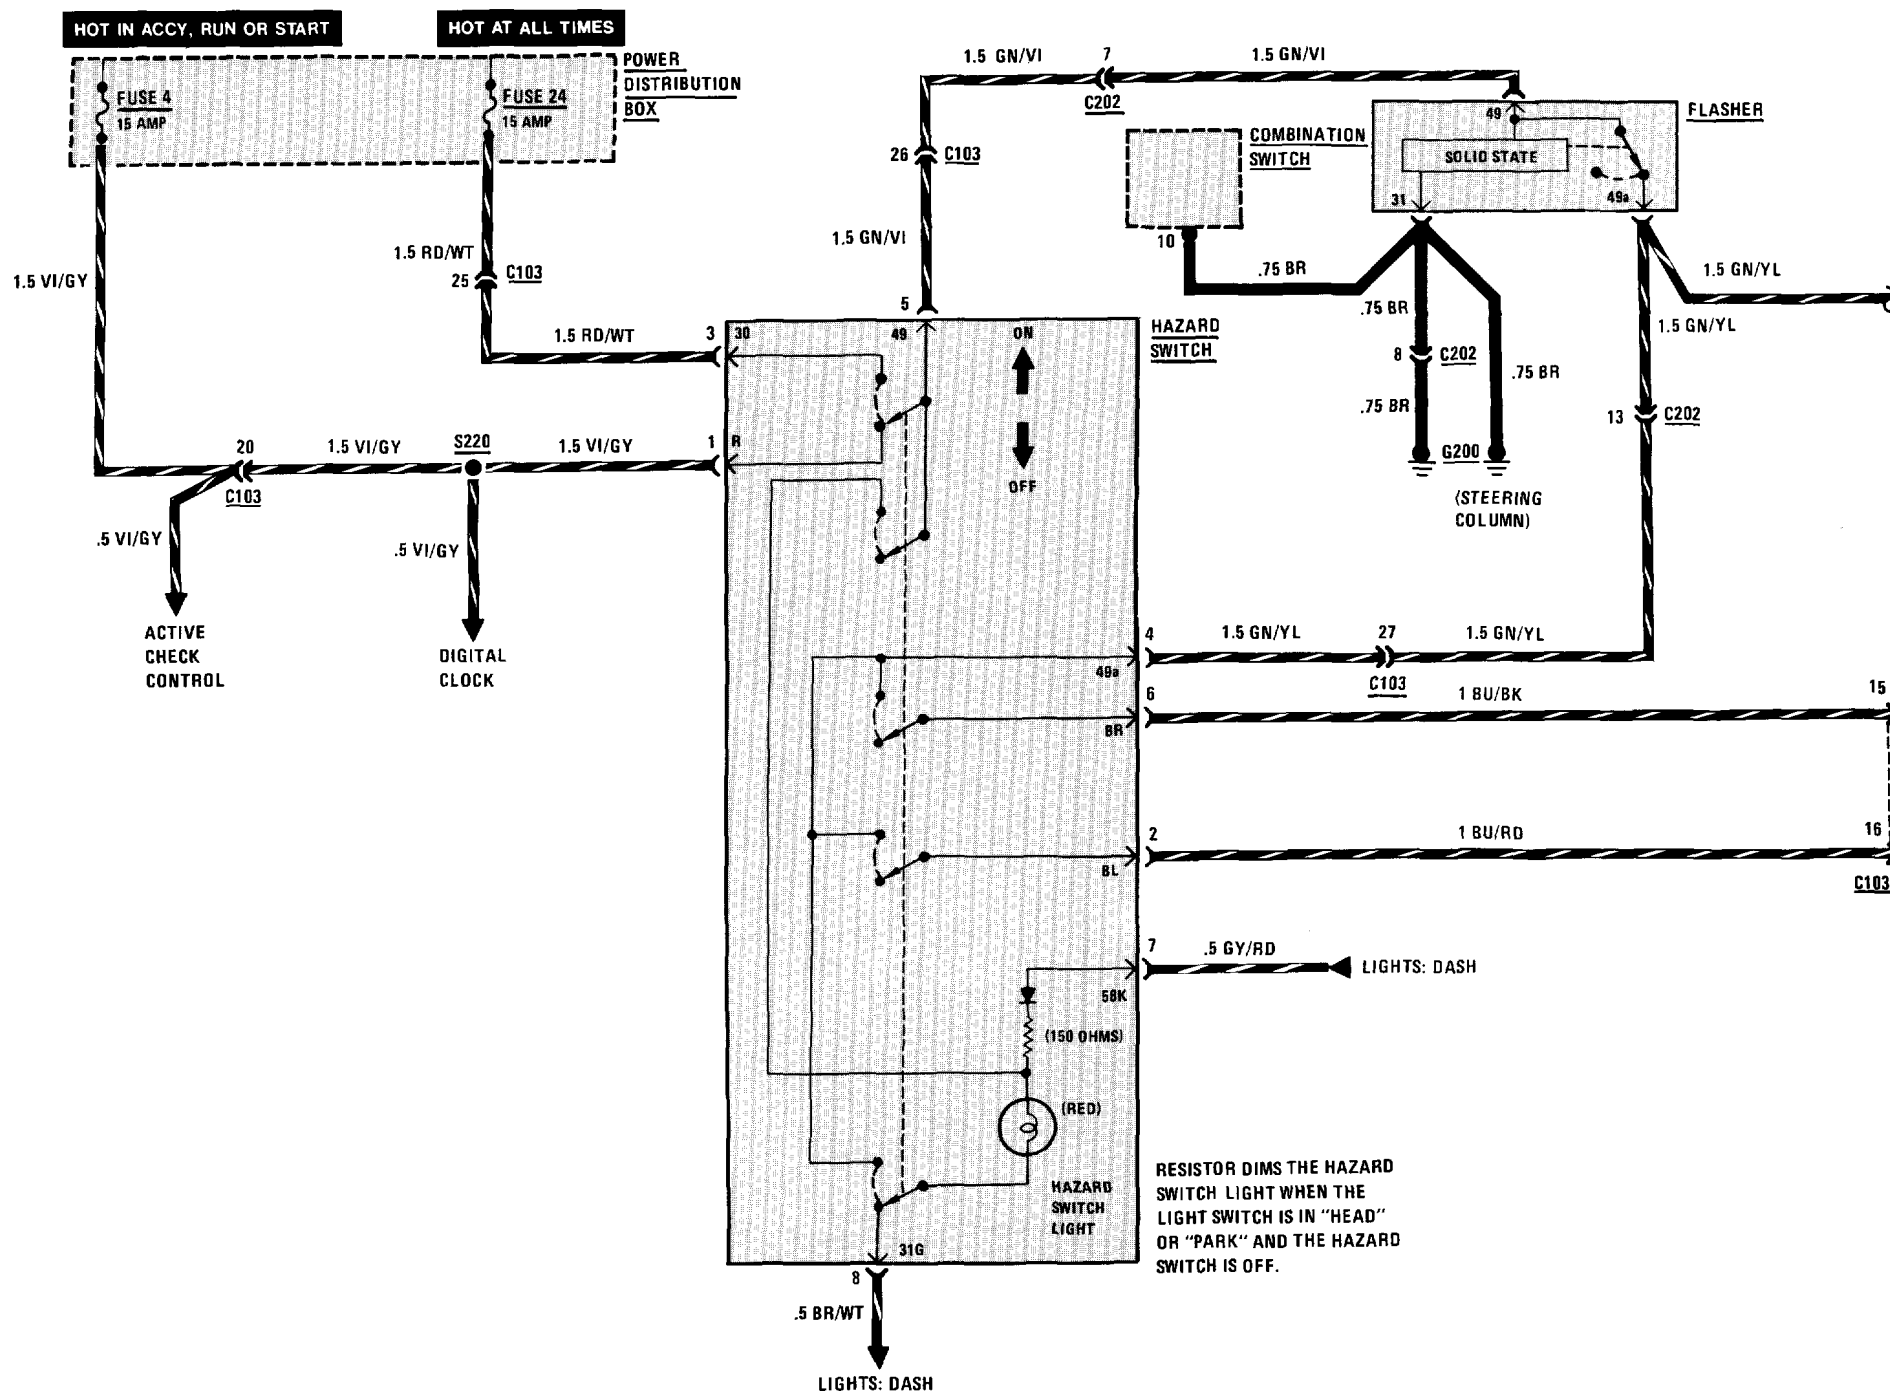 HOT IN ACCY, RUN OR START
HOT AT ALL TIMES
POWER
DISTRIBUTION
BOX
FUSE 4
15 AMP
FUSE 24
15 AMP
1.5 GN/VI
7
1.5 GN/VI
C202
49
FLASHER
COMBINATION
SWITCH
SOLID STATE
26
C103
31
49a
10
1.5 GN/VI
1.5 RD/WT
25
C103
1.5 VI/GY
.75 BR
1.5 GN/YL
.75 BR
1.5 GN/YL
5
3
30
49
ON
HAZARD
SWITCH
1.5 RD/WT
8
C202
.75 BR
.75 BR
13
C202
20
1.5 VI/GY
S220
1.5 VI/GY
1
R
G200
C103
OFF
(STEERING
COLUMN)
.5 VI/GY
.5 VI/GY
ACTIVE
CHECK
CONTROL
DIGITAL
CLOCK
4
1.5 GN/YL
27
1.5 GN/YL
49a
C103
6
1 BU/BK
15
BR
2
1 BU/RD
16
BL
C103
7
.5 GY/RD
LIGHTS: DASH
58K
(150 OHMS)
(RED)
HAZARD
SWITCH
LIGHT
RESISTOR DIMS THE HAZARD
SWITCH LIGHT WHEN THE
LIGHT SWITCH IS IN "HEAD"
OR "PARK" AND THE HAZARD
SWITCH IS OFF.
31G
8
.5 BR/WT
LIGHTS: DASH